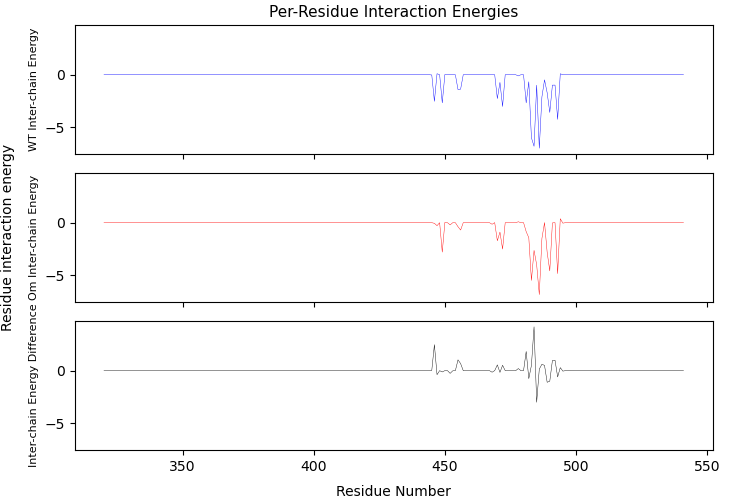 Per-Residue Interaction Energies
Residue interaction energy
WT Inter-chain Energy
0
−5
Om Inter-chain Energy
0
−5
Inter-chain Energy Difference
0
−5
350
400
450
500
550
Residue Number